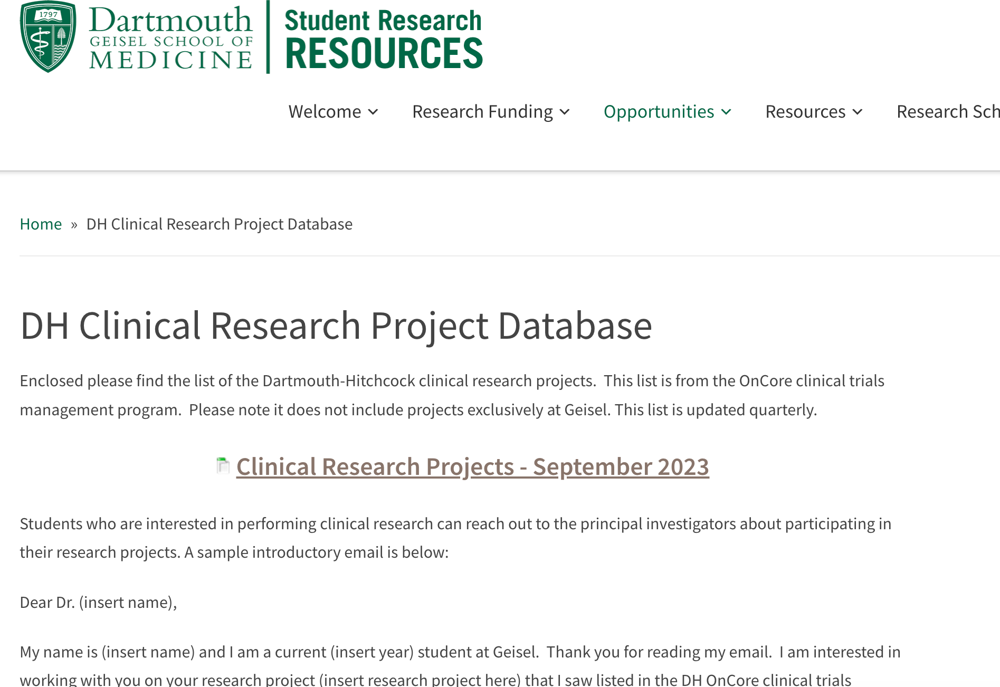 1797
Dartmouth
GEISEL SCHOOL OF
MEDICINE
Student Research
RESOURCES
Welcome
Research Funding
Opportunities
Resources
Research Sch
Home » DH Clinical Research Project Database
DH Clinical Research Project Database
Enclosed please find the list of the Dartmouth-Hitchcock clinical research projects.  This list is from the OnCore clinical trials
management program.  Please note it does not include projects exclusively at Geisel. This list is updated quarterly.
Clinical Research Projects - September 2023
Students who are interested in performing clinical research can reach out to the principal investigators about participating in
their research projects. A sample introductory email is below:
Dear Dr. (insert name),
My name is (insert name) and I am a current (insert year) student at Geisel.  Thank you for reading my email.  I am interested in
working with you on your research project (insert research project here) that I saw listed in the DH OnCore clinical trials